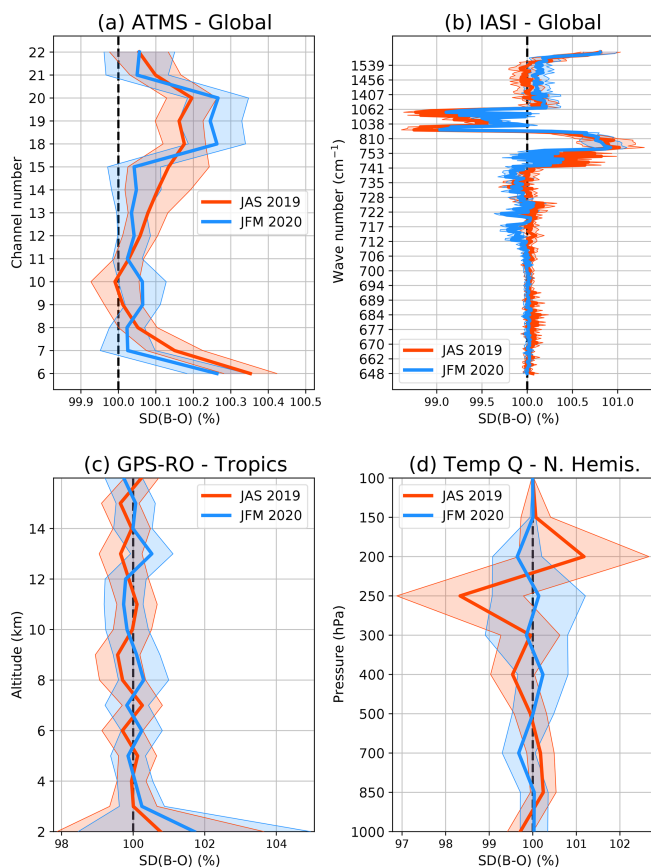 (a) ATMS - Global
22
21
20
19
18
15
14
13
12
11
10
9
8
7
6
Channel number
JAS 2019
JFM 2020
99.9 100.0 100.1 100.2 100.3 100.4 100.5
SD(B-O) (%)
(b) IASI - Global
1539
1456
1407
1062
1038
810
753
741
735
728
722
717
712
706
700
694
689
684
677
670
662
648
Wave number (cm⁻¹)
JAS 2019
JFM 2020
99.0 99.5 100.0 100.5 101.0
SD(B-O) (%)
(c) GPS-RO - Tropics
14
12
10
8
6
4
2
Altitude (km)
JAS 2019
JFM 2020
98 100 102 104
SD(B-O) (%)
(d) Temp Q - N. Hemis.
100
150
200
250
300
400
500
700
850
1000
Pressure (hPa)
JAS 2019
JFM 2020
97 98 99 100 101 102
SD(B-O) (%)